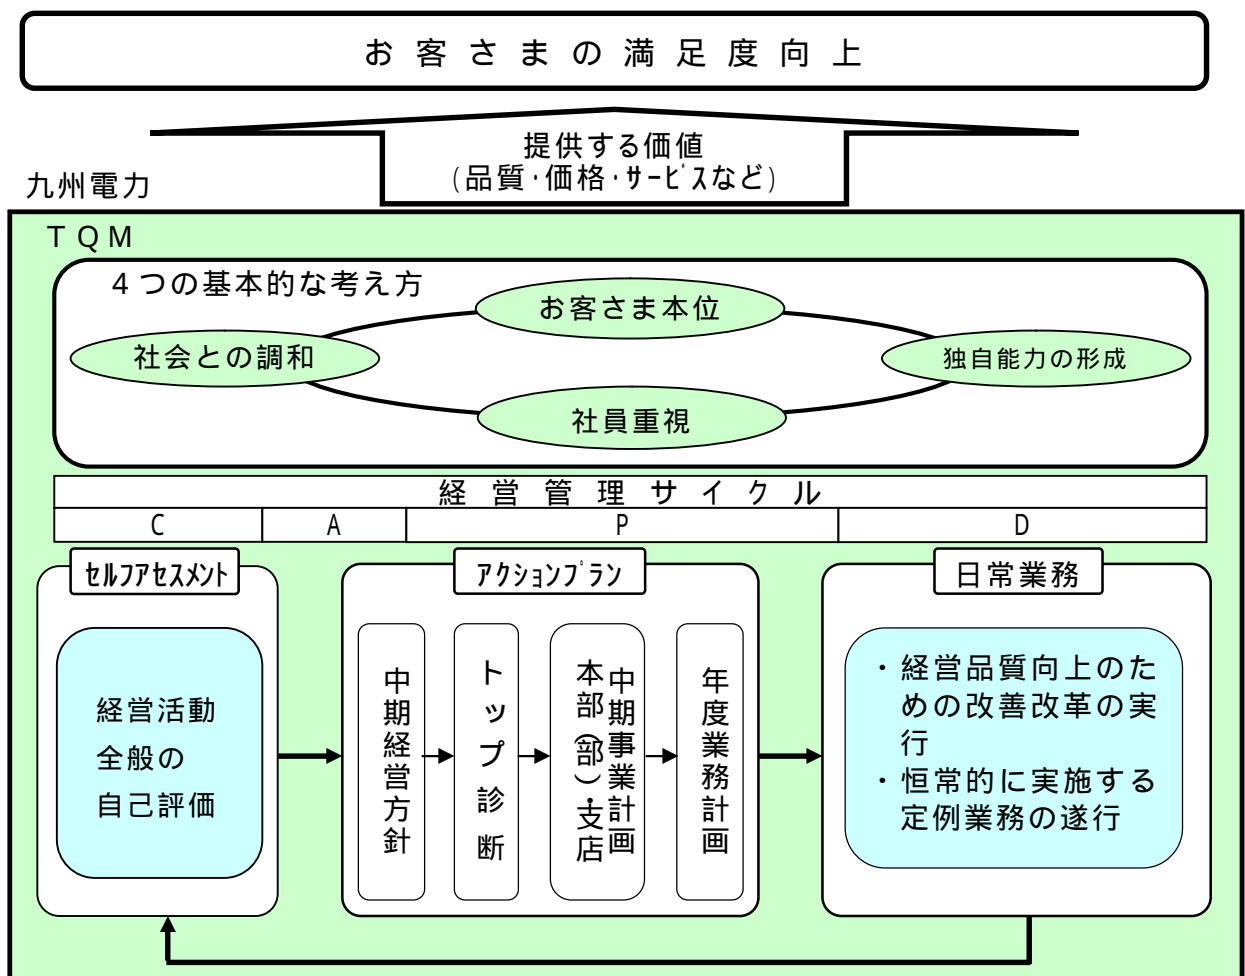 お客さまの満足度向上
提供する価値
(品質・価格・サービスなど)
九州電力
ＴＱＭ
４つの基本的な考え方
お客さま本位
社会との調和
独自能力の形成
社員重視
経営管理サイクル
C
A
P
D
セルフアセスメント
アクションプラン
日常業務
経営活動
全般の
自己評価
中期経営方針
トップ診断
本部(部)・支店
中期事業計画
年度業務計画
・経営品質向上のた
めの改善改革の実
行
・恒常的に実施する
定例業務の遂行